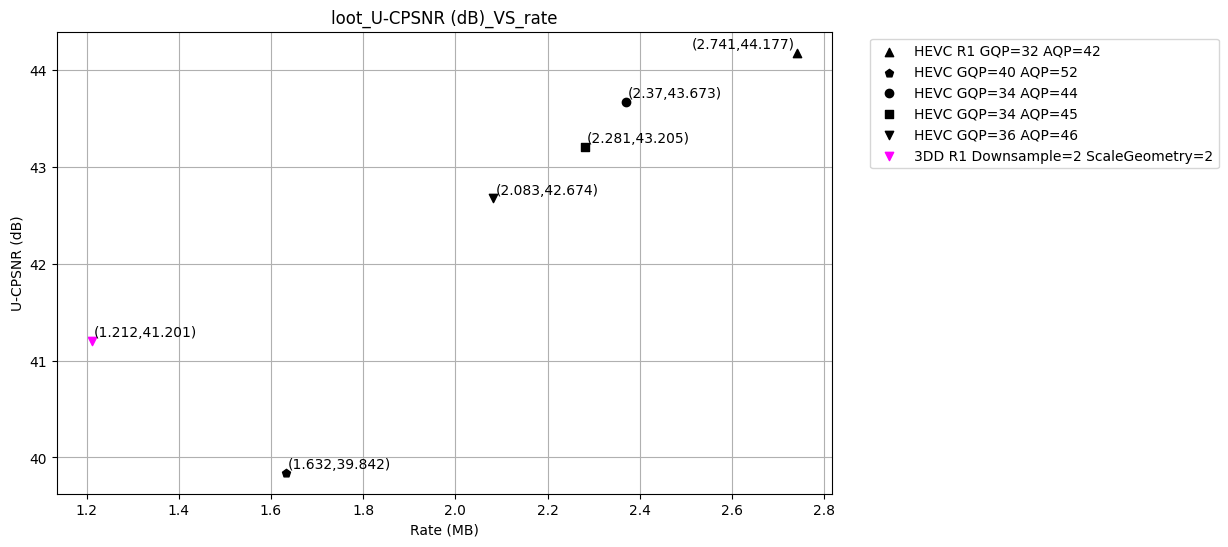 loot_U-CPSNR (dB)_VS_rate
(2.741,44.177)
(2.37,43.673)
(2.281,43.205)
(2.083,42.674)
(1.212,41.201)
(1.632,39.842)
44
43
42
41
40
U-CPSNR (dB)
1.2 1.4 1.6 1.8 2.0 2.2 2.4 2.6 2.8
Rate (MB)
HEVC R1 GQP=32 AQP=42
HEVC GQP=40 AQP=52
HEVC GQP=34 AQP=44
HEVC GQP=34 AQP=45
HEVC GQP=36 AQP=46
3DD R1 Downsample=2 ScaleGeometry=2